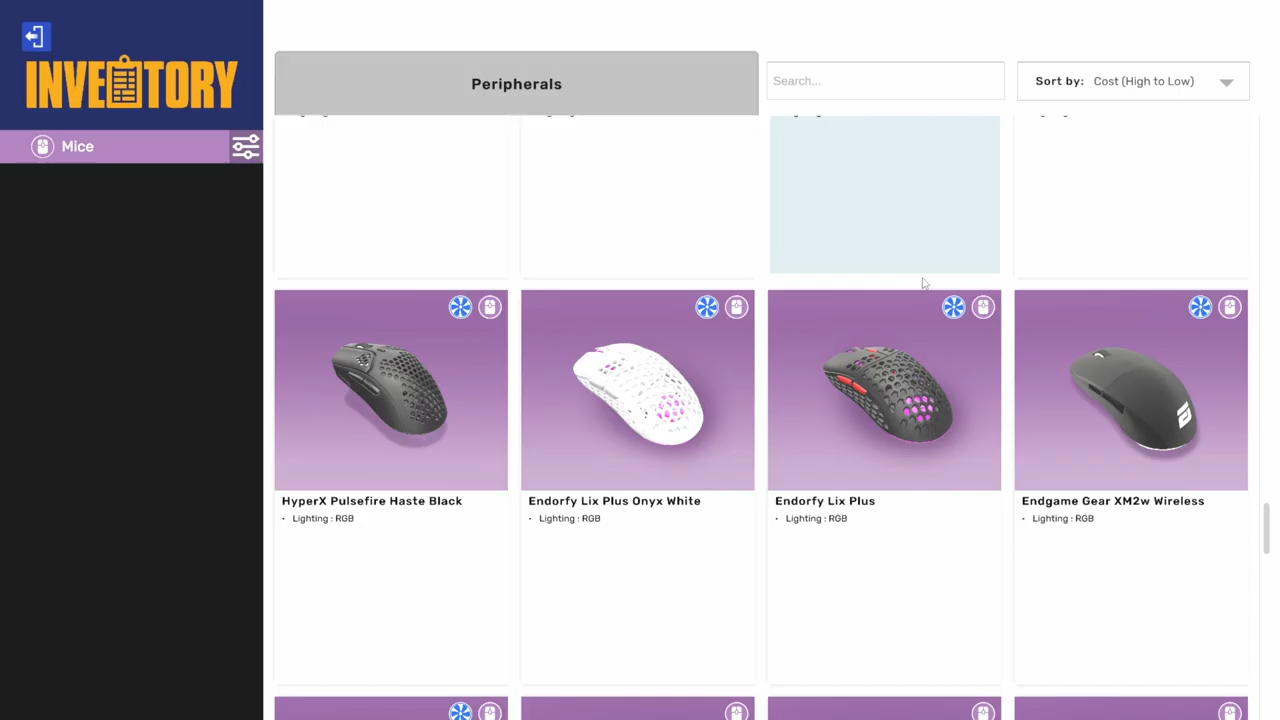 INVENTORY
Mice
Peripherals
Search...
Sort by: Cost (High to Low)
HyperX Pulsefire Haste Black
• Lighting : RGB
Endorfy Lix Plus Onyx White
• Lighting : RGB
Endorfy Lix Plus
• Lighting : RGB
Endgame Gear XM2w Wireless
• Lighting : RGB